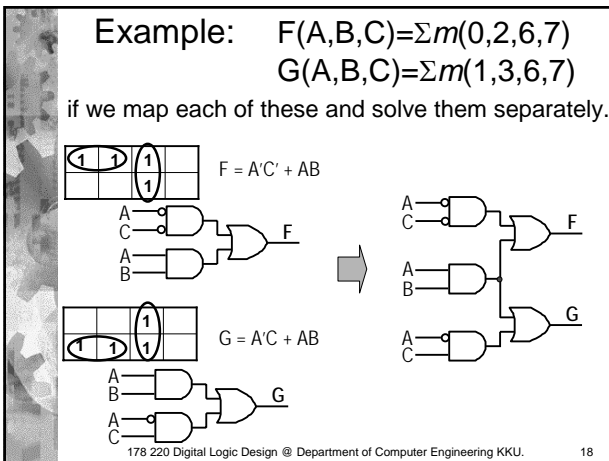 Example: F(A,B,C)=Σm(0,2,6,7)
G(A,B,C)=Σm(1,3,6,7)
if we map each of these and solve them separately.
1 1 1
1
F = A′C′ + AB
A
C
A
B
F
1
1 1 1
G = A′C + AB
A
B
A
C
G
A
C
A
B
A
C
F
G
178 220 Digital Logic Design @ Department of Computer Engineering KKU. 18